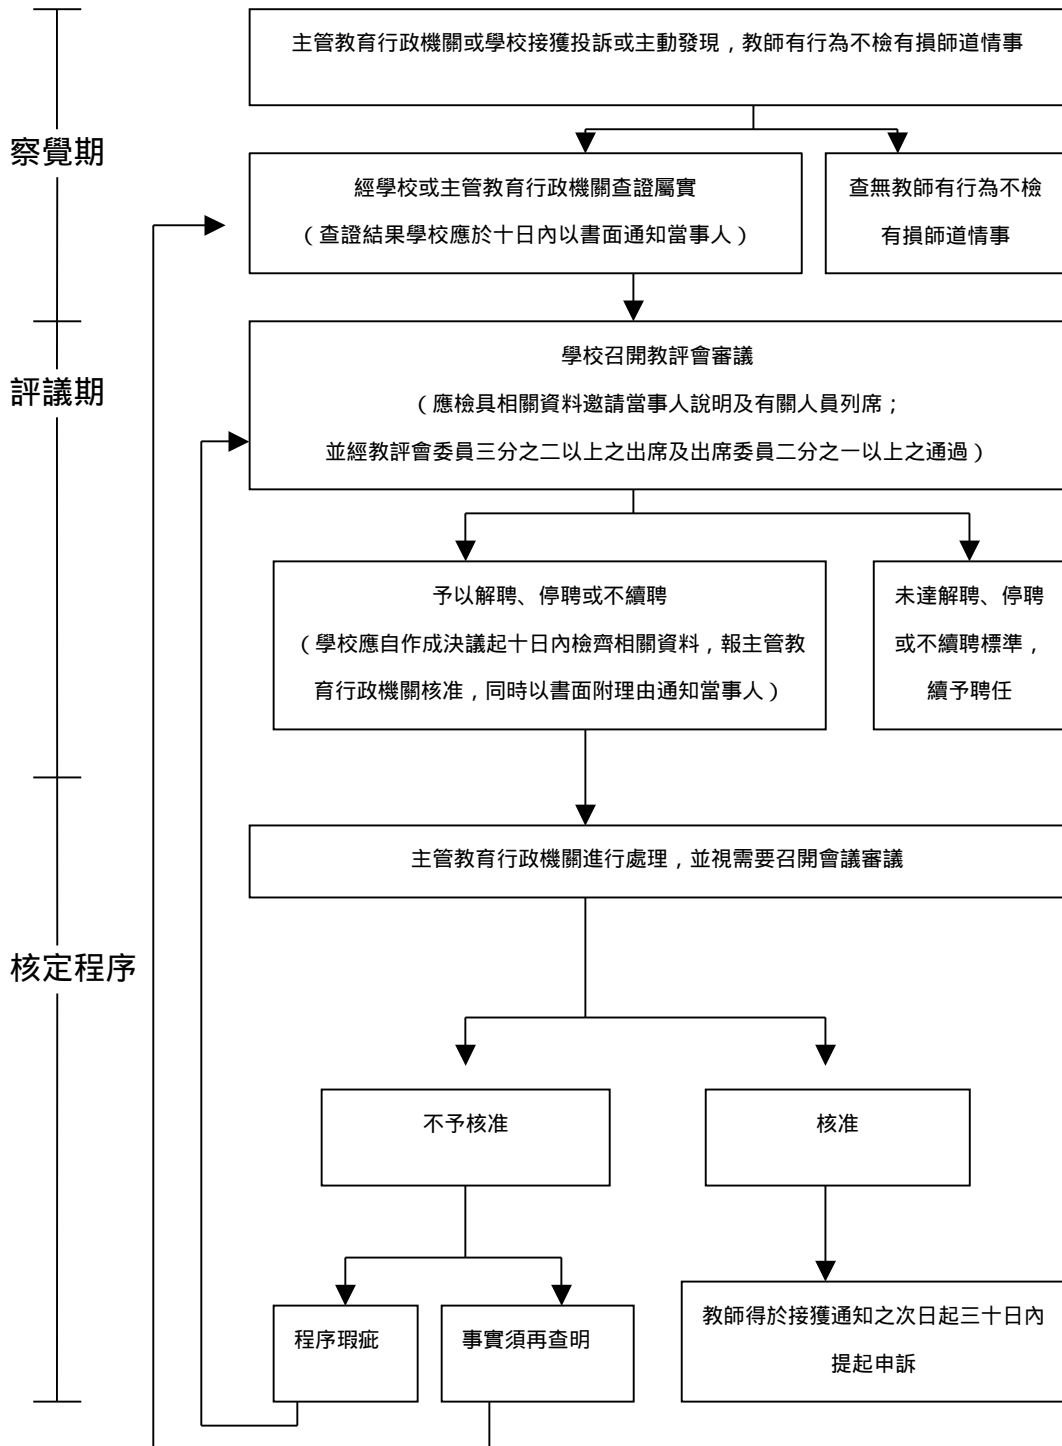 主管教育行政機關或學校接獲投訴或主動發現，教師有行為不檢有損師道情事
察覺期
經學校或主管教育行政機關查證屬實
（查證結果學校應於十日內以書面通知當事人）
查無教師有行為不檢
有損師道情事
評議期
學校召開教評會審議
（應檢具相關資料邀請當事人說明及有關人員列席；
並經教評會委員三分之二以上之出席及出席委員二分之一以上之通過）
予以解聘、停聘或不續聘
（學校應自作成決議起十日內檢齊相關資料，報主管教
育行政機關核准，同時以書面附理由通知當事人）
未達解聘、停聘
或不續聘標準，
續予聘任
主管教育行政機關進行處理，並視需要召開會議審議
核定程序
不予核准
核准
程序瑕疵
事實須再查明
教師得於接獲通知之次日起三十日內
提起申訴